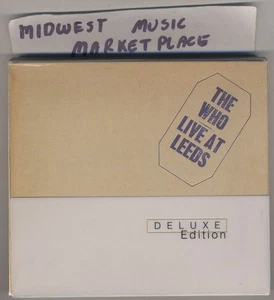 MIDWEST MUSIC
MARKET PLACE
THE
WHO
LIVE AT
LEEDS
DELUXE
Edition